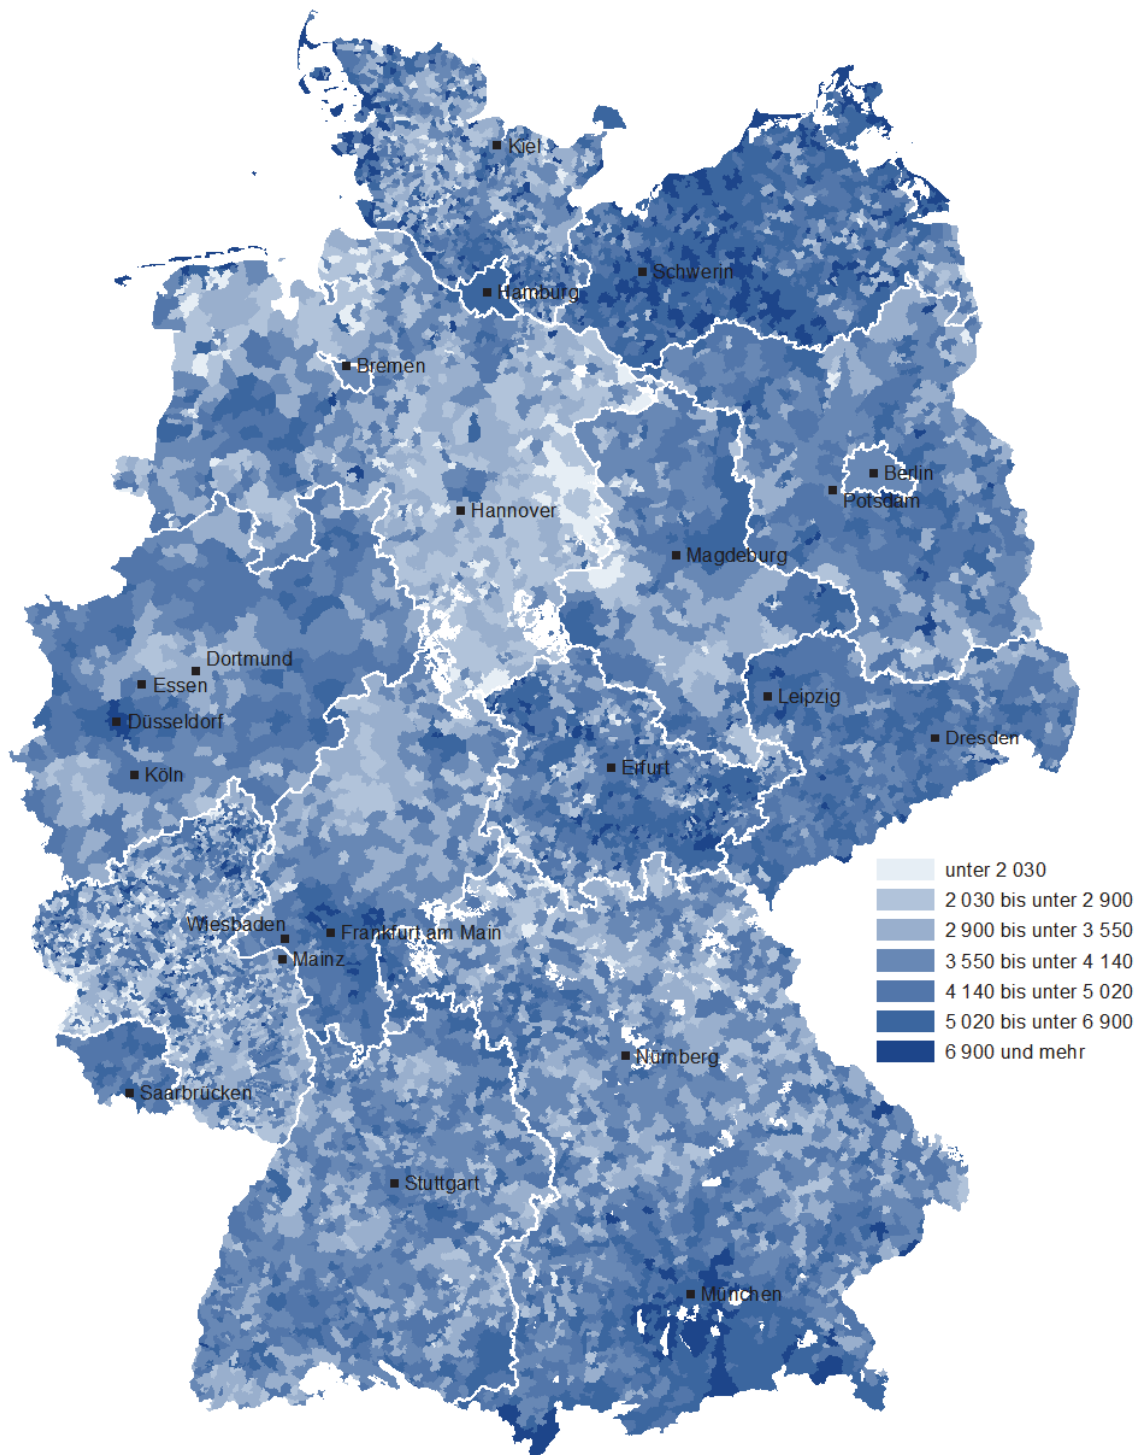 Kiel
Schwerin
Hamburg
Bremen
Berlin
Potsdam
Hannover
Magdeburg
Dortmund
Essen
Leipzig
Düsseldorf
Dresden
Köln
Erfurt
unter 2 030
2 030 bis unter 2 900
Wiesbaden
2 900 bis unter 3 550
Frankfurt am Main
Mainz
3 550 bis unter 4 140
4 140 bis unter 5 020
5 020 bis unter 6 900
6 900 und mehr
Nürnberg
Saarbrücken
Stuttgart
München